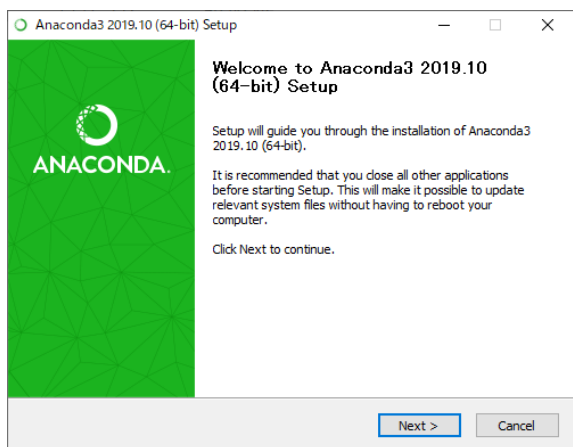 Anaconda3 2019.10 (64-bit) Setup
Welcome to Anaconda3 2019.10
(64-bit) Setup
ANACONDA.
Setup will guide you through the installation of Anaconda3
2019.10 (64-bit).
It is recommended that you close all other applications
before starting Setup. This will make it possible to update
relevant system files without having to reboot your
computer.
Click Next to continue.
Next >
Cancel